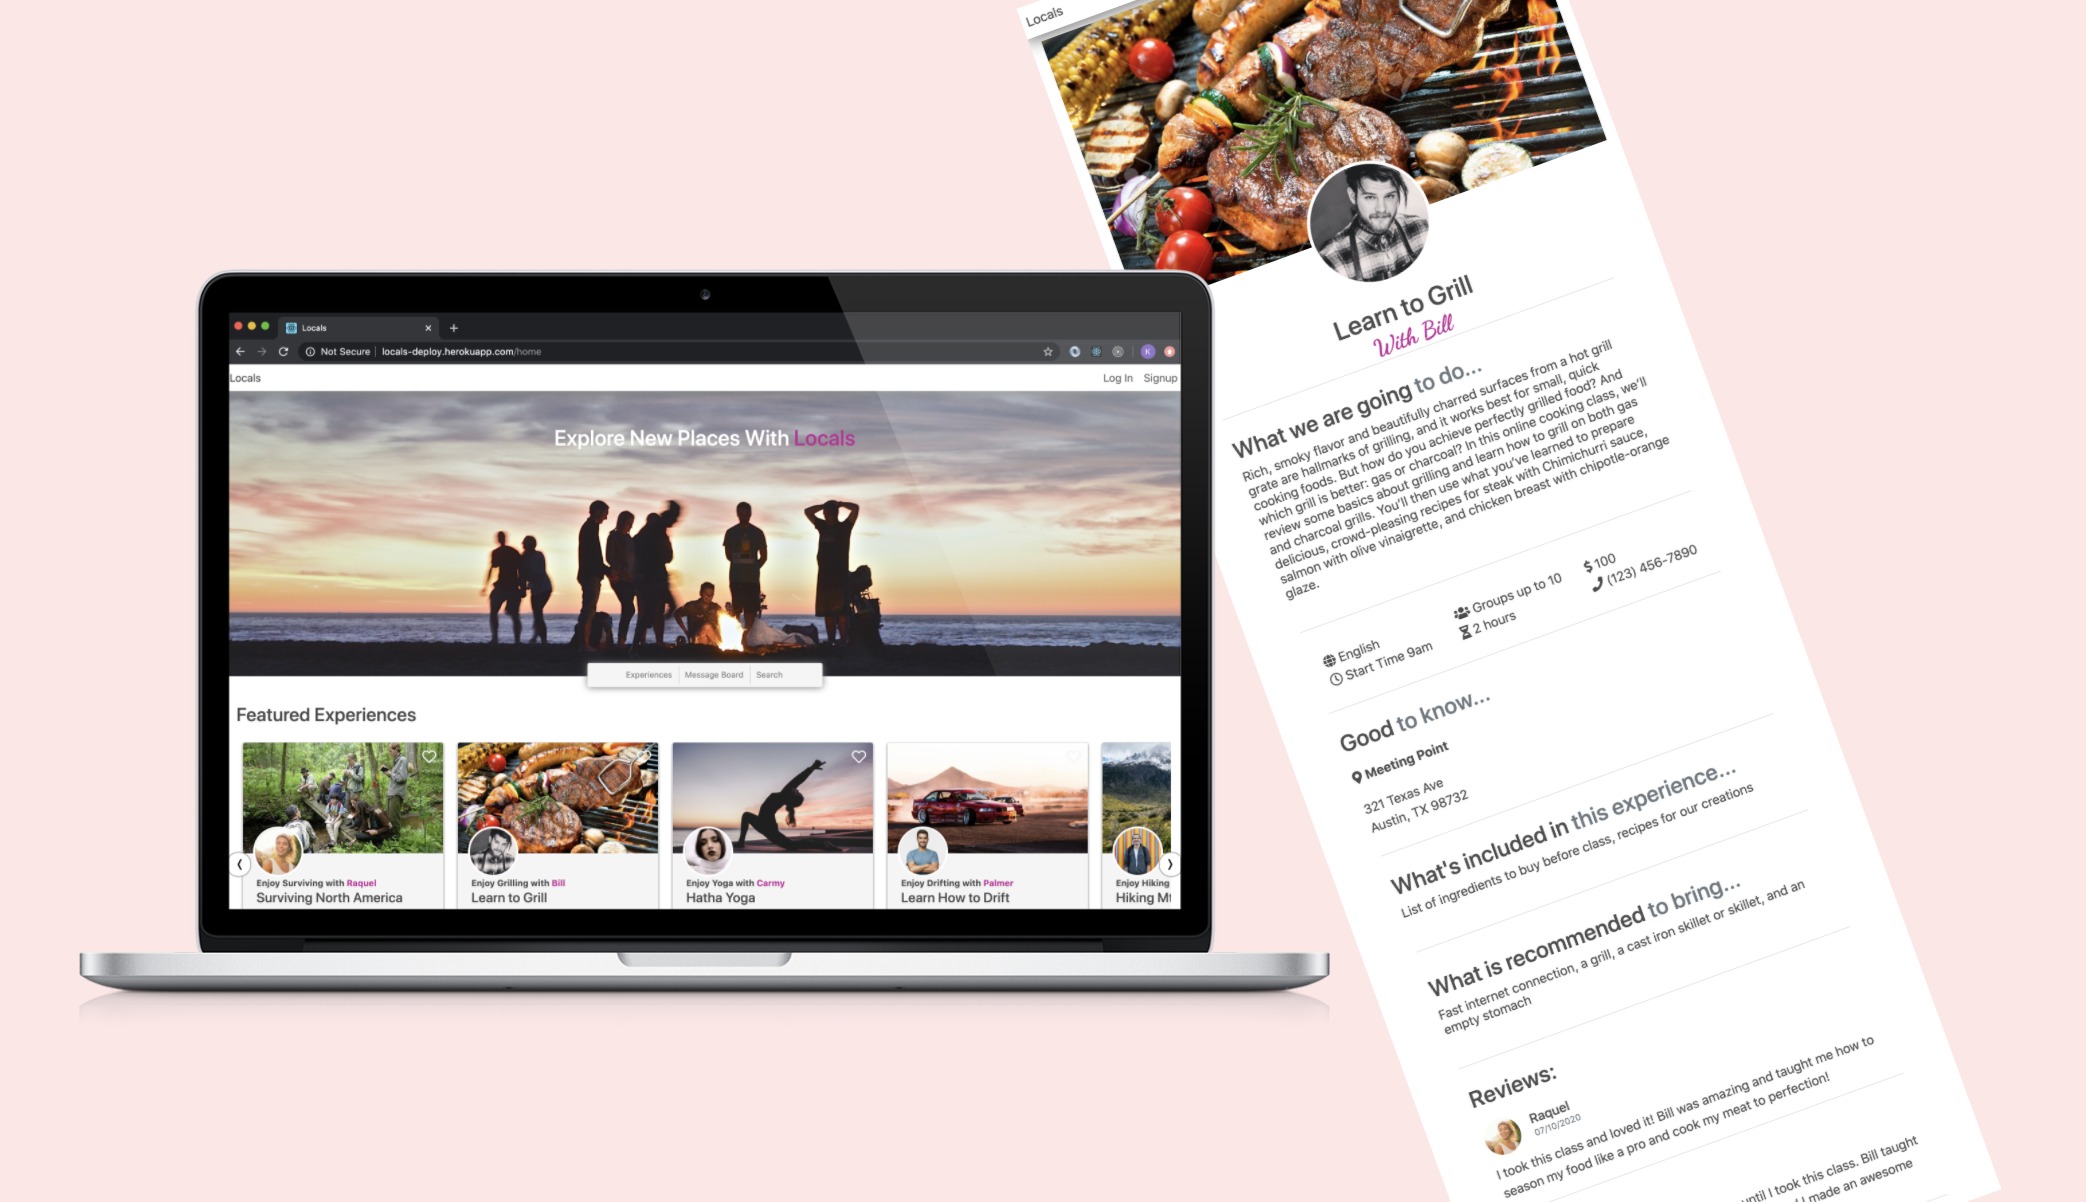 Locals
Not Secure | locals-deploy.herokuapp.com/home
K
Locals
Log In Signup
Explore New Places With Locals
Experiences Message Board Search
Featured Experiences
Enjoy Surviving with Raquel
Surviving North America
Enjoy Grilling with Bill
Learn to Grill
Enjoy Yoga with Carmy
Hatha Yoga
Enjoy Drifting with Palmer
Learn How to Drift
Enjoy Hiking
Hiking
Locals
Learn to Grill
With Bill
What we are going to do...
Rich, smoky flavor and beautifully charred surfaces from a hot grill
grate are hallmarks of grilling, and it works best for small, quick
cooking foods. But how do you achieve perfectly grilled food? And
which grill is better: gas or charcoal? In this online cooking class, we'll
review some basics about grilling and learn how to grill on both gas
and charcoal grills. You'll then use what you've learned to prepare
delicious, crowd-pleasing recipes for steak with Chimichurri sauce,
salmon with olive vinaigrette, and chicken breast with chipotle-orange
glaze.
English
Start Time 9am
Groups up to 10
2 hours
$ 100
(123) 456-7890
Good to know...
Meeting Point
321 Texas Ave
Austin, TX 98732
What's included in this experience...
List of ingredients to buy before class, recipes for our creations
What is recommended to bring...
Fast internet connection, a grill, a cast iron skillet or skillet, and an
empty stomach
Reviews:
Raquel
07/10/2020
I took this class and loved it! Bill was amazing and taught me how to
season my food like a pro and cook my meat to perfection!
until I took this class. Bill taught
I made an awesome